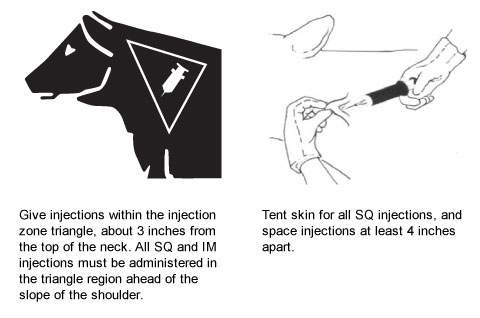 Give injections within the injection
zone triangle, about 3 inches from
the top of the neck. All SQ and IM
injections must be administered in
the triangle region ahead of the
slope of the shoulder.
Tent skin for all SQ injections, and
space injections at least 4 inches
apart.